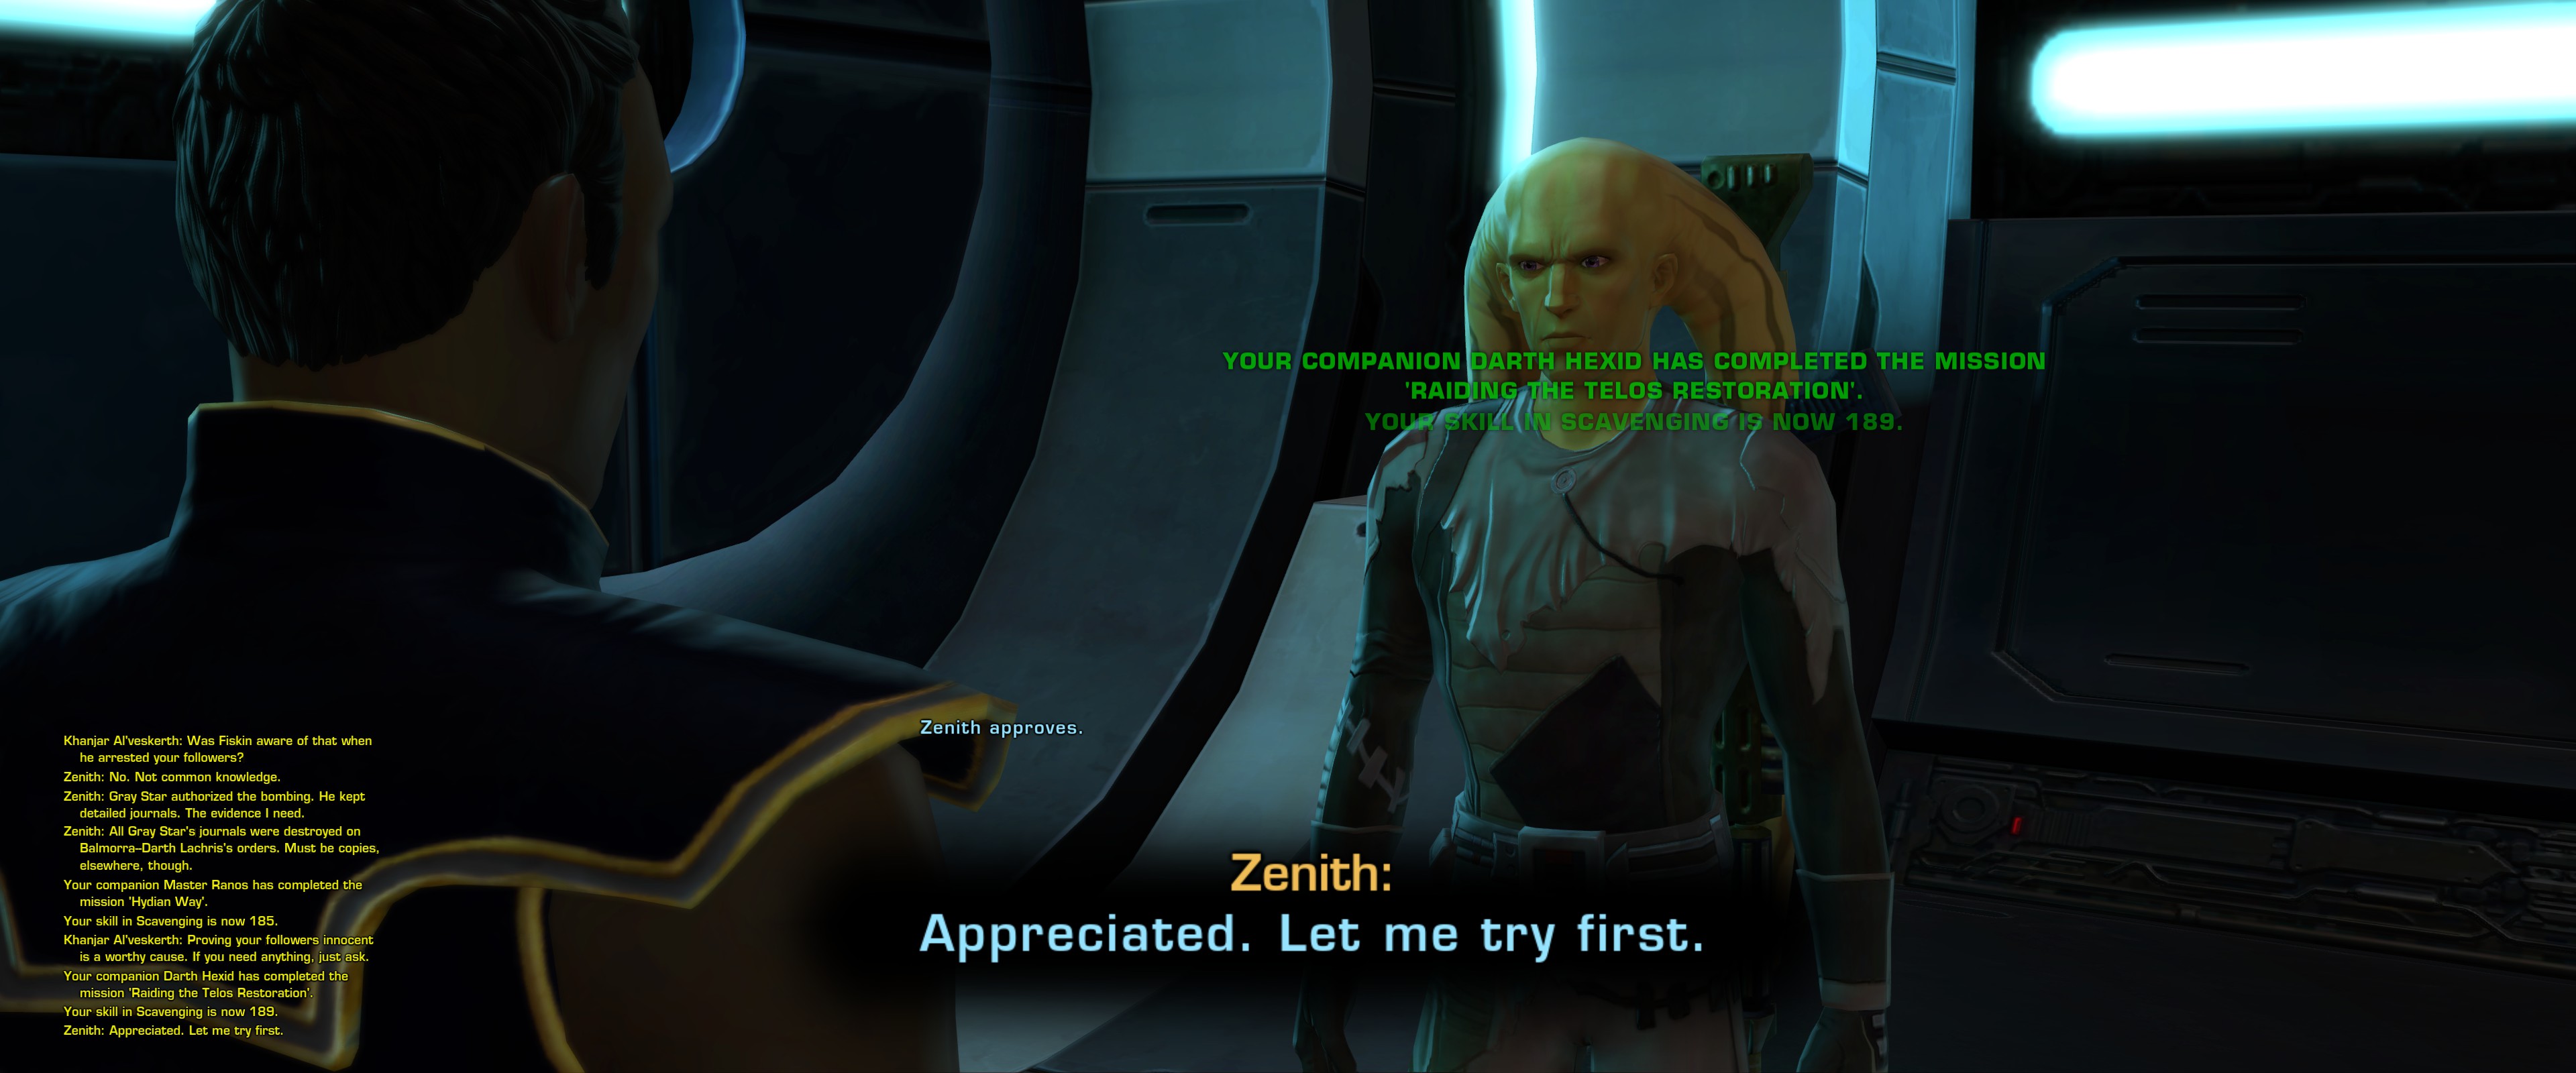 YOUR COMPANION DARTH HEXID HAS COMPLETED THE MISSION
'RAIDING THE TELOS RESTORATION'.
YOUR SKILL IN SCAVENGING IS NOW 189.
Zenith approves.
Khanjar Al'veskerth: Was Fiskin aware of that when
he arrested your followers?
Zenith: No. Not common knowledge.
Zenith: Gray Star authorized the bombing. He kept
detailed journals. The evidence I need.
Zenith: All Gray Star's journals were destroyed on
Balmorra–Darth Lachris's orders. Must be copies,
elsewhere, though.
Your companion Master Ranos has completed the
mission 'Hydian Way'.
Your skill in Scavenging is now 185.
Khanjar Al'veskerth: Proving your followers innocent
is a worthy cause. If you need anything, just ask.
Your companion Darth Hexid has completed the
mission 'Raiding the Telos Restoration'.
Your skill in Scavenging is now 189.
Zenith: Appreciated. Let me try first.
Zenith:
Appreciated. Let me try first.